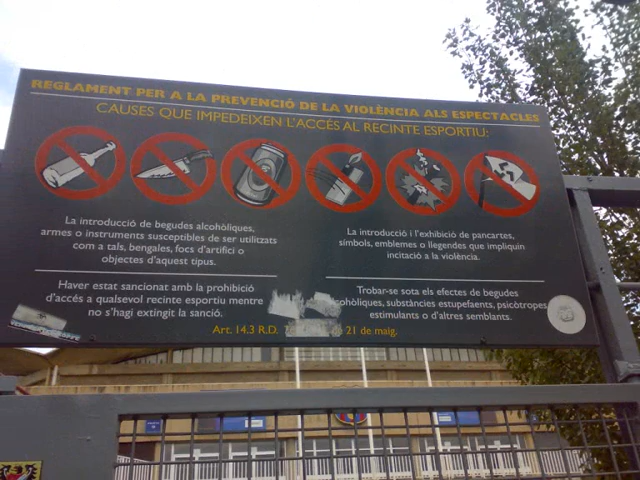 REGLAMENT PER A LA PREVENCIÓ DE LA VIOLÈNCIA ALS ESPECTACLES
CAUSES QUE IMPEDEIXEN L'ACCÉS AL RECINTE ESPORTIU:
La introducció de begudes alcohòliques,
armes o instruments susceptibles de ser utilitzats
com a tals, bengales, focs d'artifici o
objectes d'aquest tipus.
La introducció i l'exhibició de pancartes,
símbols, emblemes o llegendes que impliquin
incitació a la violència.
Haver estat sancionat amb la prohibició
d'accés a qualsevol recinte esportiu mentre
no s'hagi extingit la sanció.
Trobar-se sota els efectes de begudes
alcohòliques, substàncies estupefaents, psicòtropes,
estimulants o d'altres semblants.
Art. 14.3 R.D. de 21 de maig.